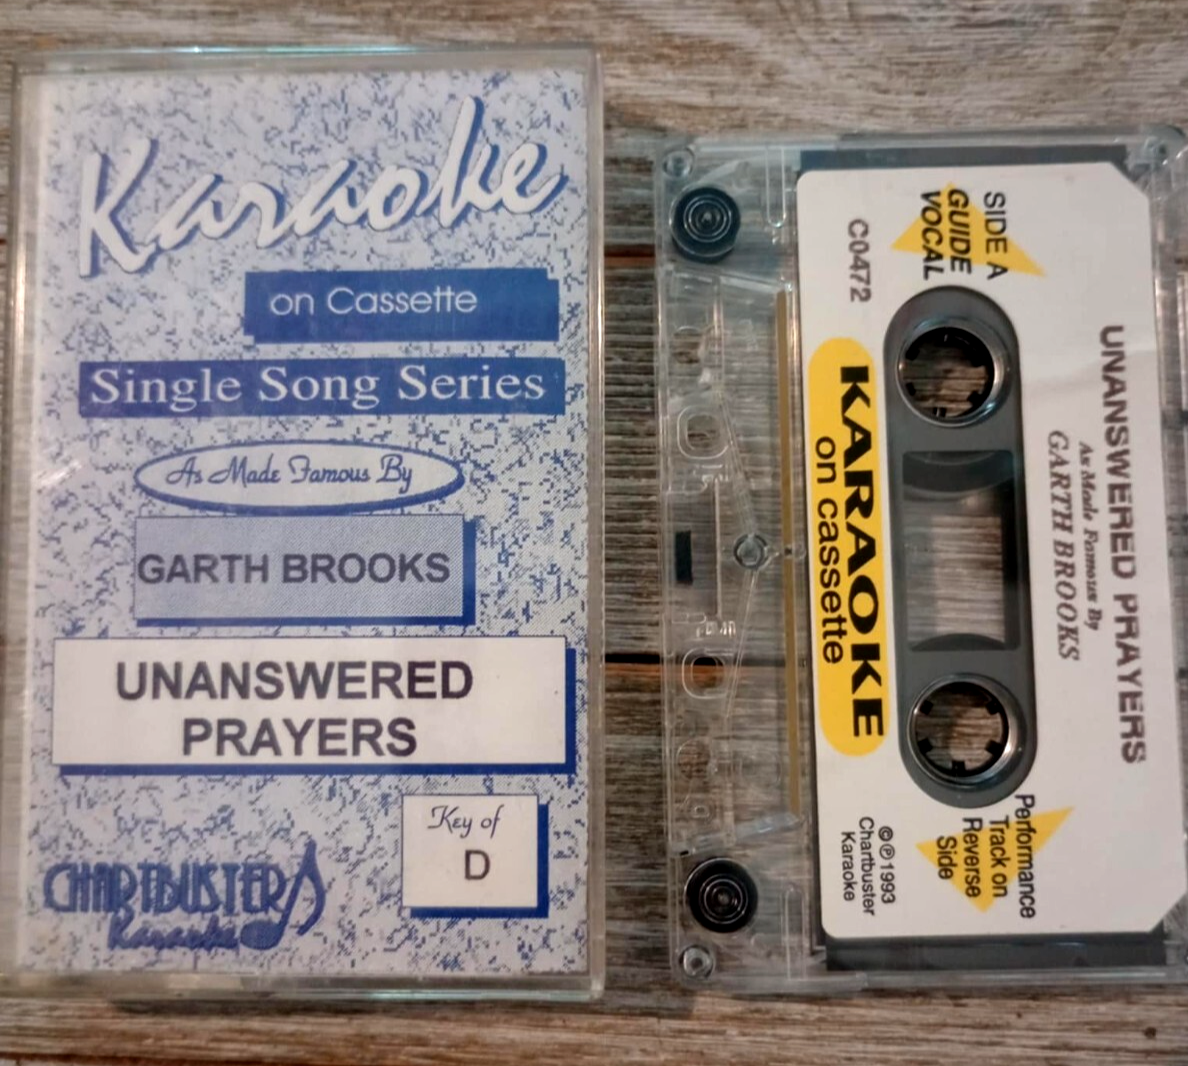 Karaoke
on Cassette
Single Song Series
As Made Famous By
GARTH BROOKS
UNANSWERED
PRAYERS
Key of
D
CHARTBUSTER
Karaoke
UNANSWERED PRAYERS
As Made Famous By
GARTH BROOKS
SIDE A
GUIDE
VOCAL
C0472
KARAOKE
on cassette
Performance
Track on
Reverse
Side
©℗1993
Chartbuster
Karaoke